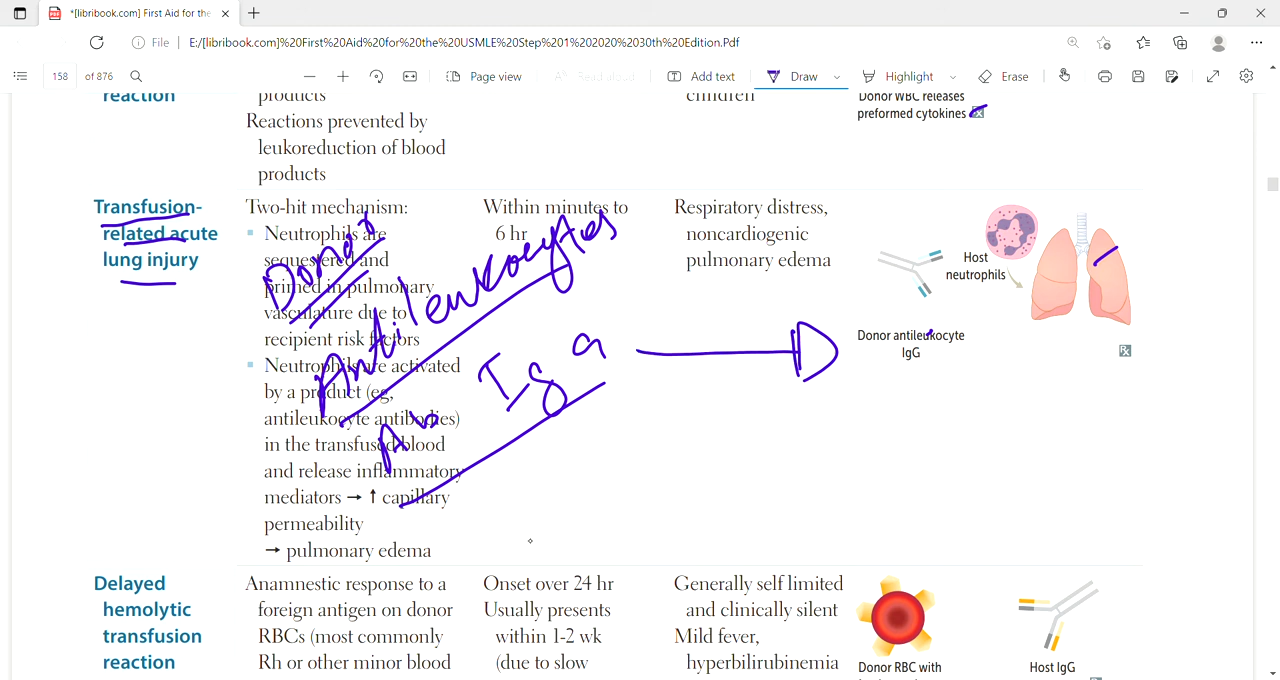 *[libribook.com] First Aid for the
File E:/[libribook.com]%20First%20Aid%20for%20the%20USMLE%20Step%201%202020%2030th%20Edition.Pdf
158 of 876 Page view Read aloud Add text Draw Highlight Erase
reaction
products
children
Donor WBC releases
preformed cytokines Rx
Reactions prevented by
leukoreduction of blood
products
Transfusion-
related acute
lung injury
Two-hit mechanism:
Neutrophils are
sequestered and
primed in pulmonary
vasculature due to
recipient risk factors
Neutrophils are activated
by a product (eg,
antileukocyte antibodies)
in the transfused blood
and release inflammatory
mediators → ↑ capillary
permeability
→ pulmonary edema
Within minutes to
6 hr
Respiratory distress,
noncardiogenic
pulmonary edema
Host
neutrophils
Donor antileukocyte
IgG
Rx
Donor
Antileukocytes
Ab Ig G
Delayed
hemolytic
transfusion
reaction
Anamnestic response to a
foreign antigen on donor
RBCs (most commonly
Rh or other minor blood
Onset over 24 hr
Usually presents
within 1-2 wk
(due to slow
Generally self limited
and clinically silent
Mild fever,
hyperbilirubinemia
Donor RBC with
Host IgG